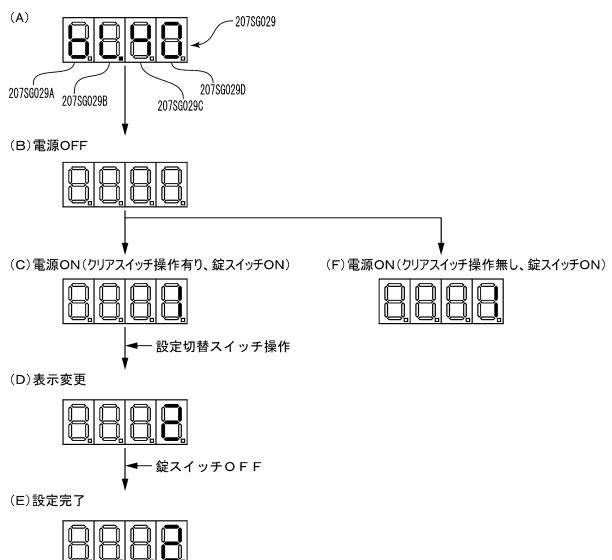 (A)
207SG029
207SG029A
207SG029B
207SG029C
207SG029D
(B)電源OFF
(C)電源ON(クリアスイッチ操作有り、錠スイッチON)
(F)電源ON(クリアスイッチ操作無し、錠スイッチON)
1
1
設定切替スイッチ操作
(D)表示変更
2
錠スイッチOFF
(E)設定完了
2